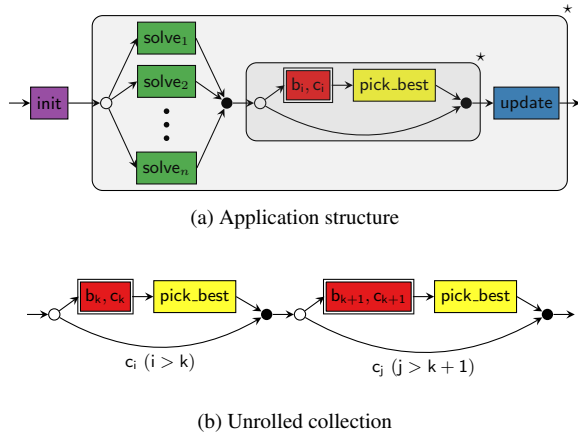 ⋆
solve₁
⋆
init
solve₂
bᵢ, cᵢ
pick_best
update
solveₙ
(a) Application structure
bₖ, cₖ
pick_best
bₖ₊₁, cₖ₊₁
pick_best
cᵢ (i > k)
cⱼ (j > k + 1)
(b) Unrolled collection